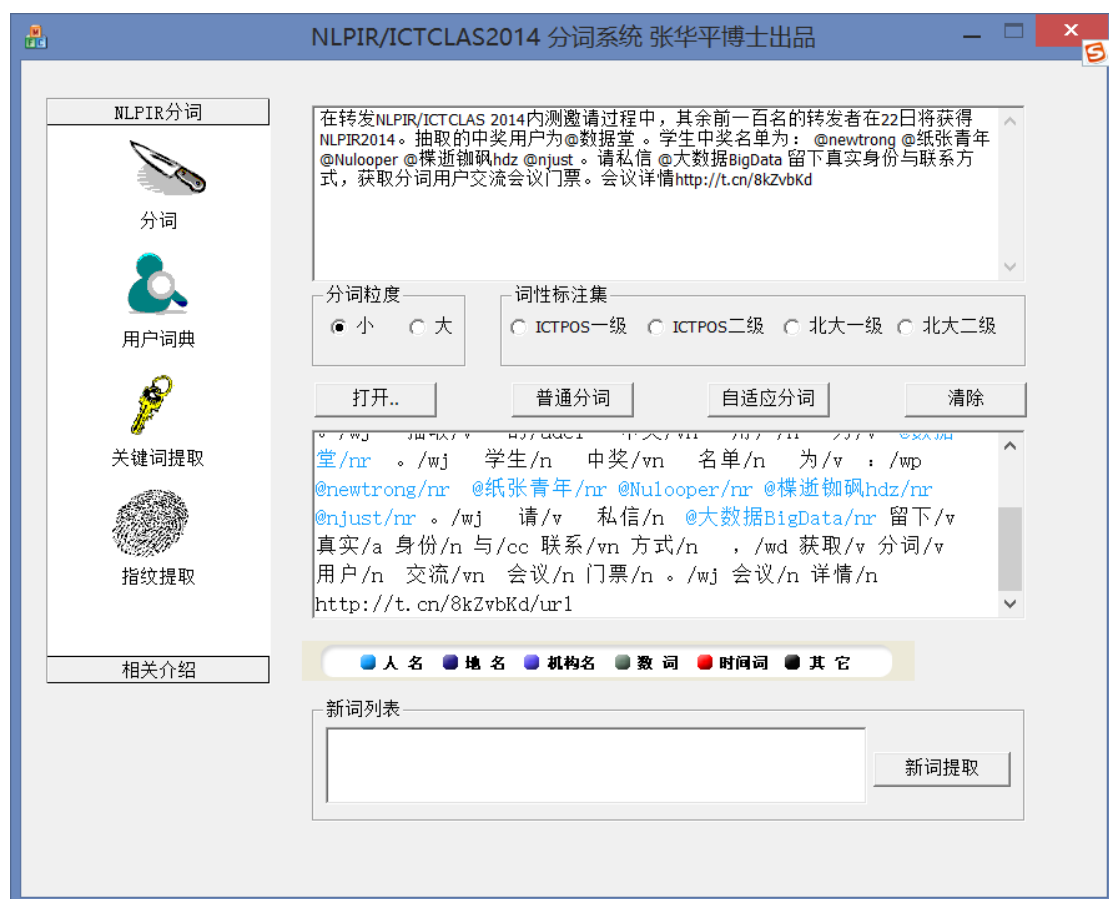 NLPIR/ICTCLAS2014 分词系统 张华平博士出品
NLPIR分词
分词
用户词典
关键词提取
指纹提取
相关介绍
在转发NLPIR/ICTCLAS 2014内测邀请过程中，其余前一百名的转发者在22日将获得
NLPIR2014。抽取的中奖用户为@数据堂 。学生中奖名单为： @newtrong @纸张青年
@Nulooper @楪逝铷砜hdz @njust 。请私信 @大数据BigData 留下真实身份与联系方
式，获取分词用户交流会议门票。会议详情http://t.cn/8kZvbKd
分词粒度
小 大
词性标注集
ICTPOS一级 ICTPOS二级 北大一级 北大二级
打开.. 普通分词 自适应分词 清除
。/wj 抽取/v 的/ude1 中奖/vn 用户/n 为/v @数据
堂/nr 。/wj 学生/n 中奖/vn 名单/n 为/v ：/wp
@newtrong/nr @纸张青年/nr @Nulooper/nr @楪逝铷砜hdz/nr
@njust/nr 。/wj 请/v 私信/n @大数据BigData/nr 留下/v
真实/a 身份/n 与/cc 联系/vn 方式/n ，/wd 获取/v 分词/v
用户/n 交流/vn 会议/n 门票/n 。/wj 会议/n 详情/n
http://t.cn/8kZvbKd/url
人 名 地 名 机构名 数 词 时间词 其 它
新词列表
新词提取